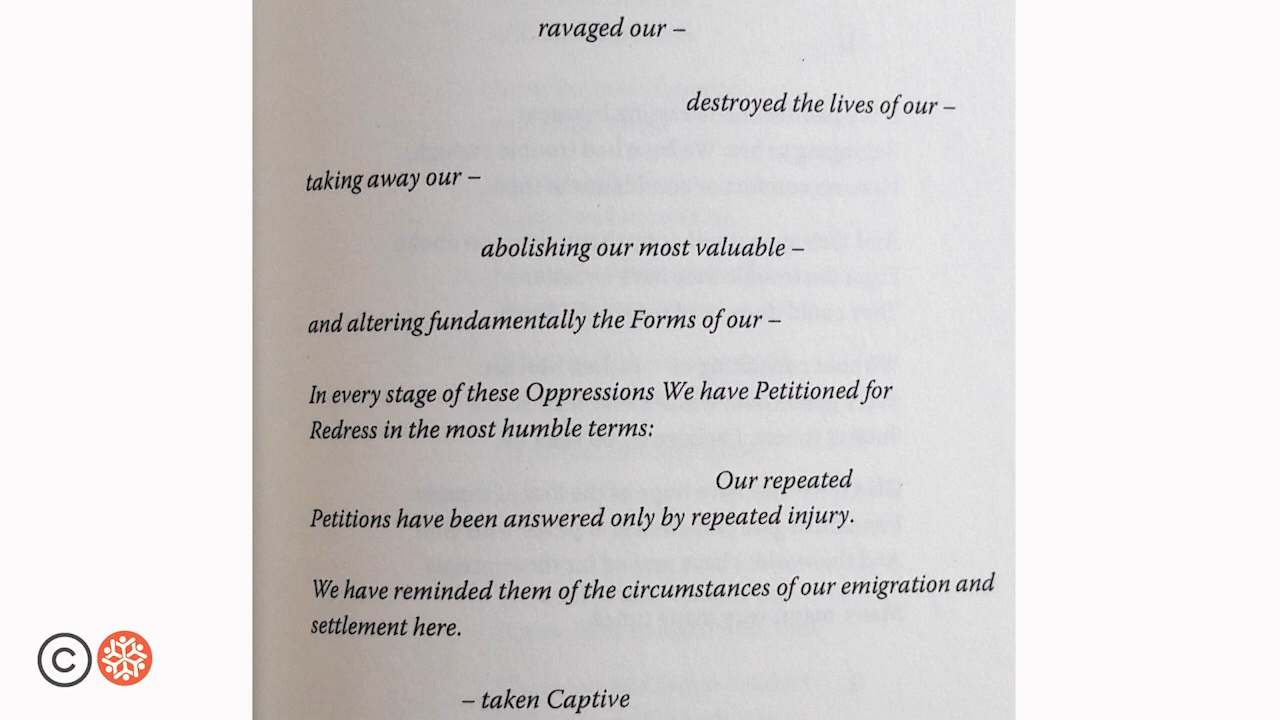 ravaged our –
destroyed the lives of our –
taking away our –
abolishing our most valuable –
and altering fundamentally the Forms of our –
In every stage of these Oppressions We have Petitioned for
Redress in the most humble terms:
Our repeated
Petitions have been answered only by repeated injury.
We have reminded them of the circumstances of our emigration and
settlement here.
– taken Captive
©